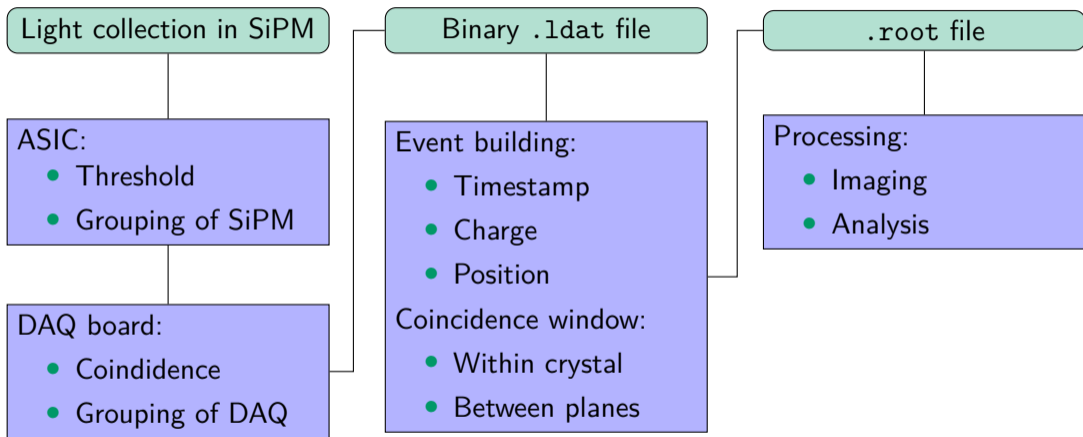 Light collection in SiPM
ASIC:
• Threshold
• Grouping of SiPM
DAQ board:
• Coindidence
• Grouping of DAQ
Binary .ldat file
Event building:
• Timestamp
• Charge
• Position
Coincidence window:
• Within crystal
• Between planes
.root file
Processing:
• Imaging
• Analysis